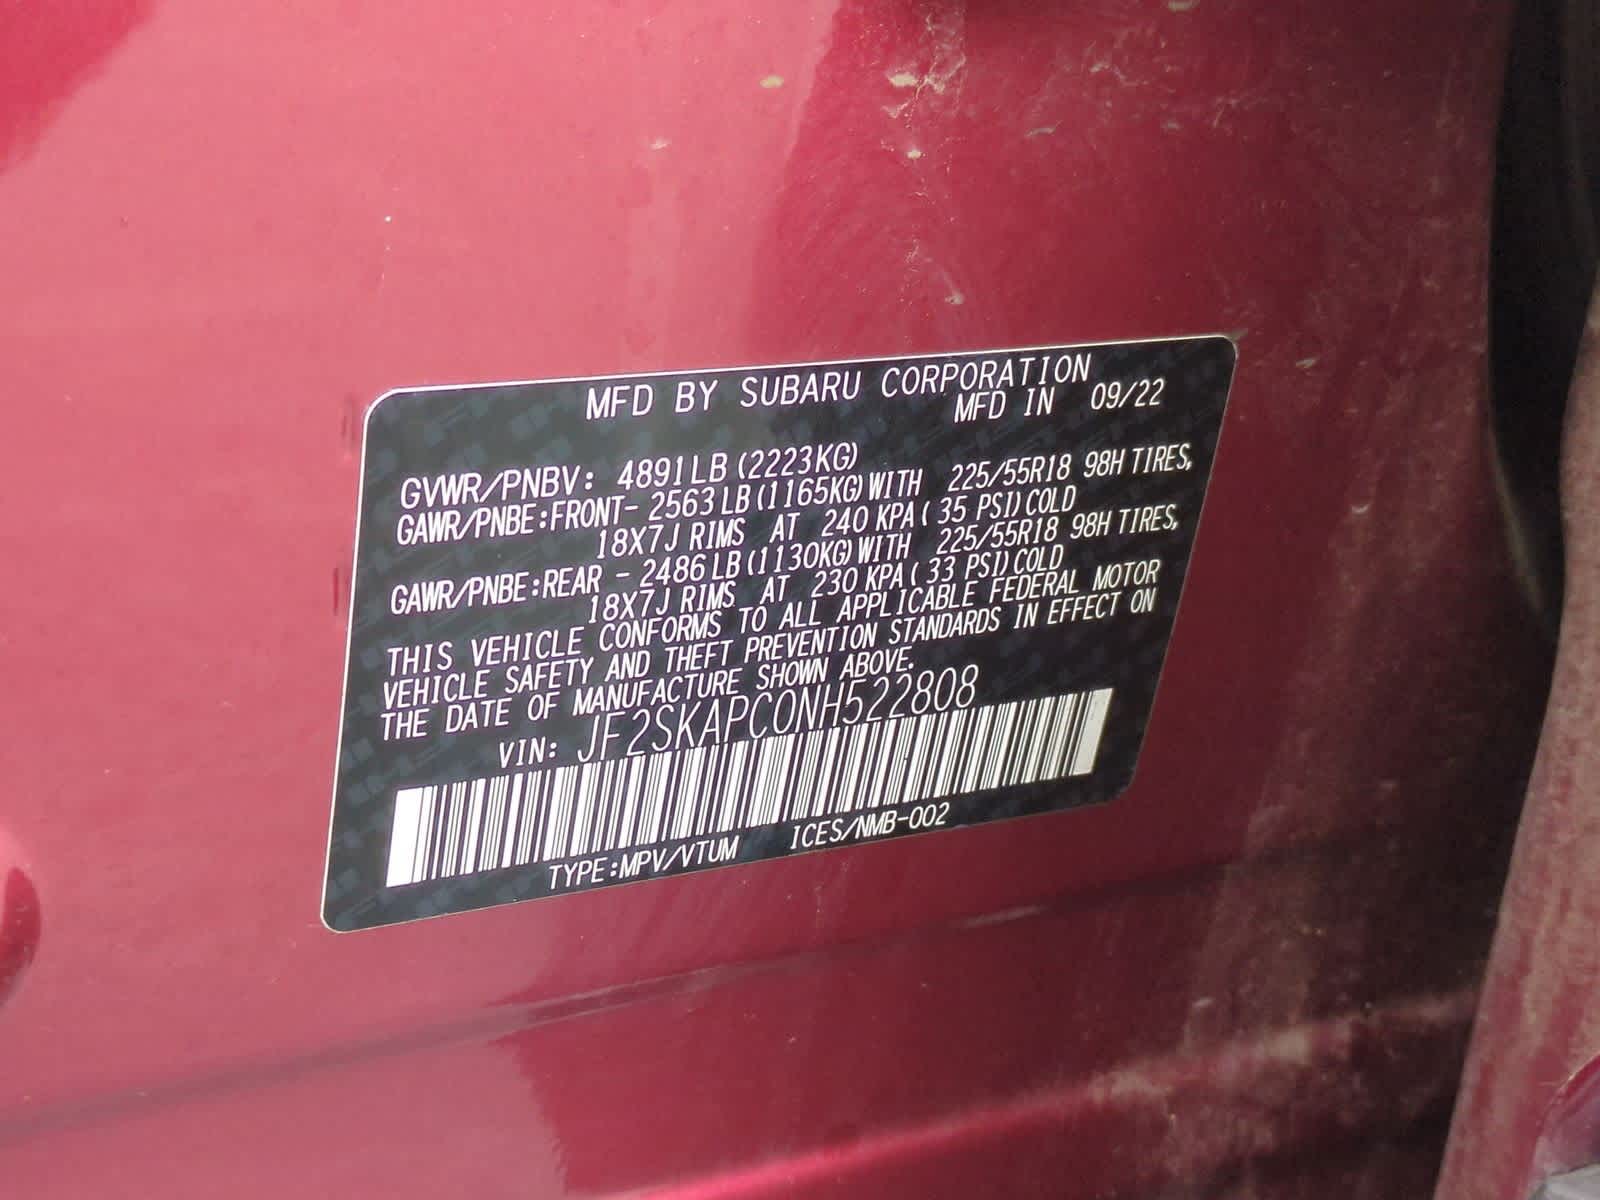 MFD BY SUBARU CORPORATION
MFD IN 09/22
GVWR/PNBV: 4891LB (2223KG)
GAWR/PNBE:FRONT- 2563LB (1165KG) WITH 225/55R18 98H TIRES,
18X7J RIMS AT 240 KPA ( 35 PSI) COLD
GAWR/PNBE:REAR - 2486LB (1130KG) WITH 225/55R18 98H TIRES,
18X7J RIMS AT 230 KPA ( 33 PSI) COLD
THIS VEHICLE CONFORMS TO ALL APPLICABLE FEDERAL MOTOR
VEHICLE SAFETY AND THEFT PREVENTION STANDARDS IN EFFECT ON
THE DATE OF MANUFACTURE SHOWN ABOVE.
VIN: JF2SKAPC0NH522808
TYPE:MPV/VTUM ICES/NMB-002